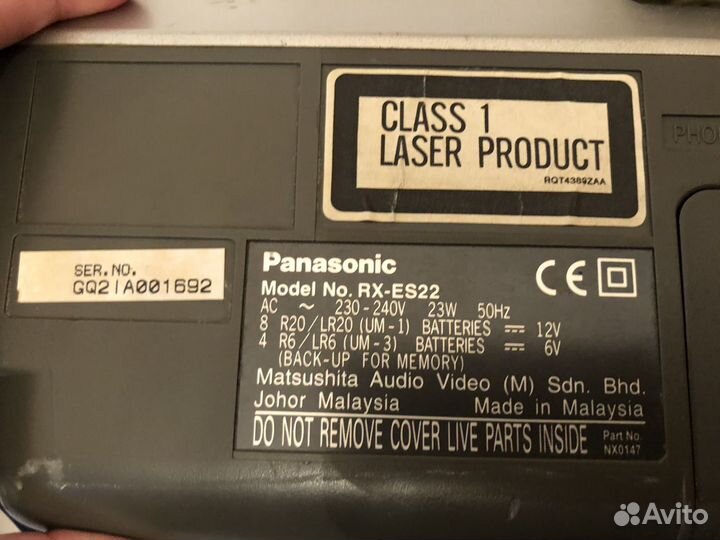 CLASS 1
LASER PRODUCT
RQT4389ZAA
PHO
SER.NO.
GQ2IA001692
Panasonic
CE
Model No. RX-ES22
AC ~ 230-240V 23W 50Hz
8 R20/LR20 (UM-1) BATTERIES ⎓ 12V
4 R6/LR6 (UM-3) BATTERIES ⎓ 6V
(BACK-UP FOR MEMORY)
Matsushita Audio Video (M) Sdn. Bhd.
Johor Malaysia Made in Malaysia
DO NOT REMOVE COVER LIVE PARTS INSIDE
Part No.
NX0147
Avito